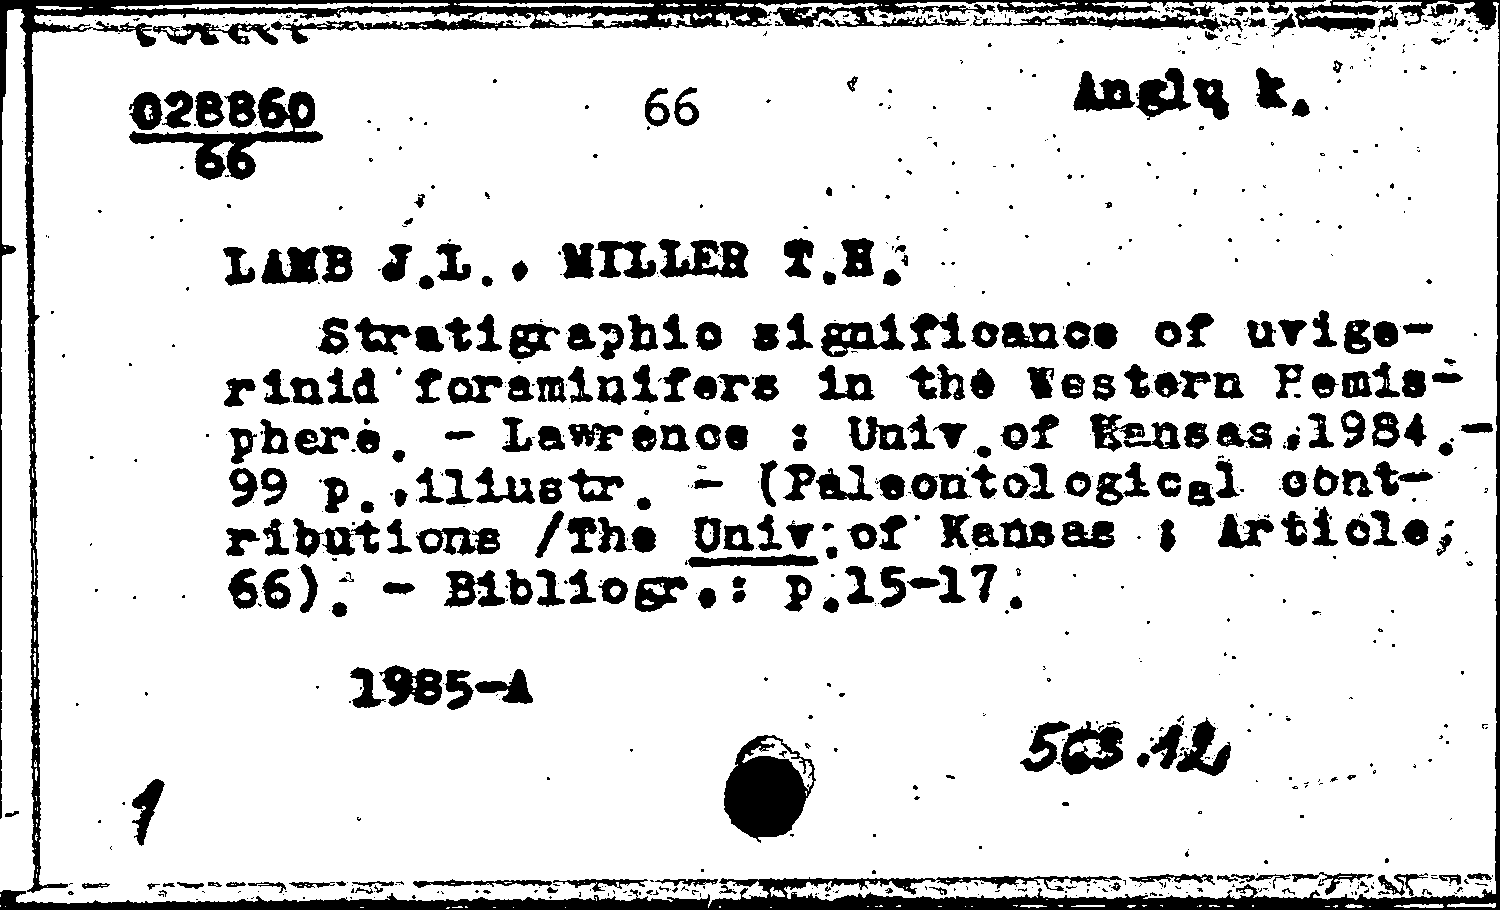 028860 66 Anglų k.
66
LAMB J.L., MILLER T.H.
Stratigraphic significance of uvige-
rinid foraminifers in the Western Hemis-
phere. - Lawrence : Univ.of Kansas,1984.-
99 p.,illiustr. - (Paleontological cont-
ributions /The Univ.of Kansas ; Article,
66). - Bibliogr.: p.15-17.
1985-A
563.12
1